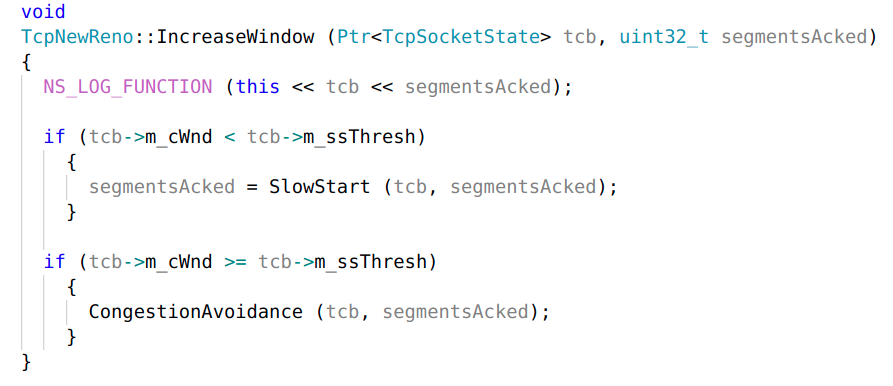 void
TcpNewReno::IncreaseWindow (Ptr<TcpSocketState> tcb, uint32_t segmentsAcked)
{
  NS_LOG_FUNCTION (this << tcb << segmentsAcked);

  if (tcb->m_cWnd < tcb->m_ssThresh)
    {
      segmentsAcked = SlowStart (tcb, segmentsAcked);
    }

  if (tcb->m_cWnd >= tcb->m_ssThresh)
    {
      CongestionAvoidance (tcb, segmentsAcked);
    }
}